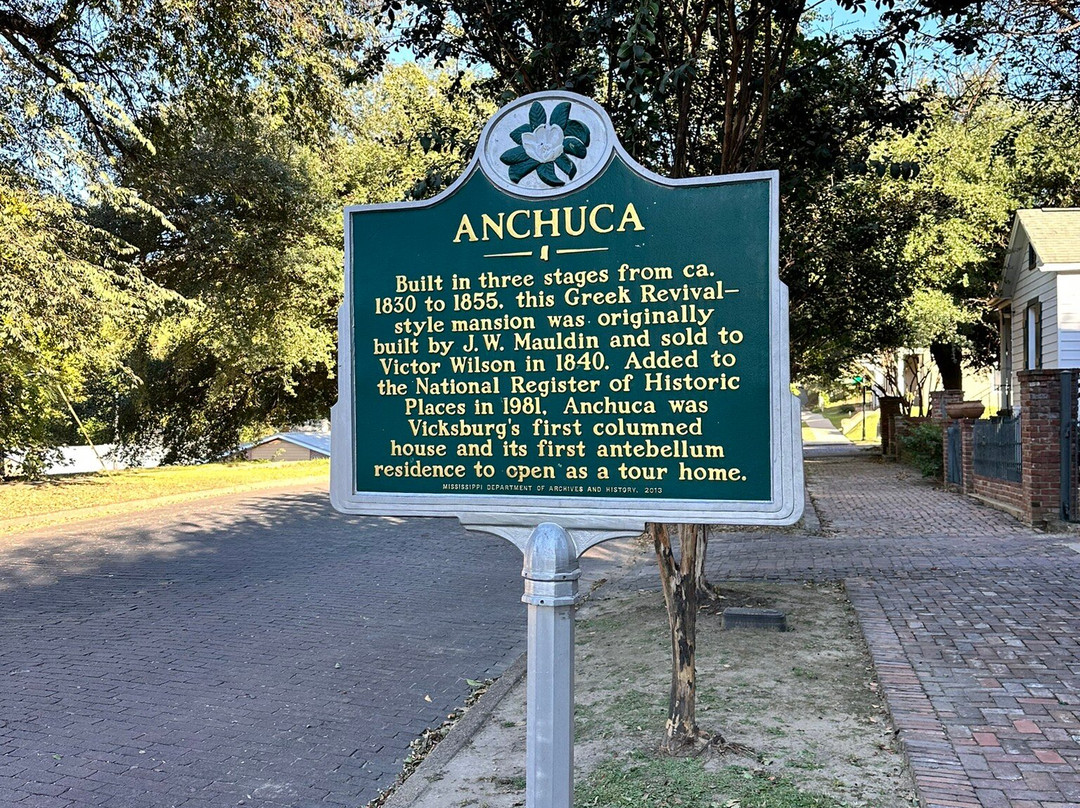 ANCHUCA
Built in three stages from ca.
1830 to 1855, this Greek Revival–
style mansion was originally
built by J. W. Mauldin and sold to
Victor Wilson in 1840. Added to
the National Register of Historic
Places in 1981, Anchuca was
Vicksburg's first columned
house and its first antebellum
residence to open as a tour home.
MISSISSIPPI DEPARTMENT OF ARCHIVES AND HISTORY, 2013